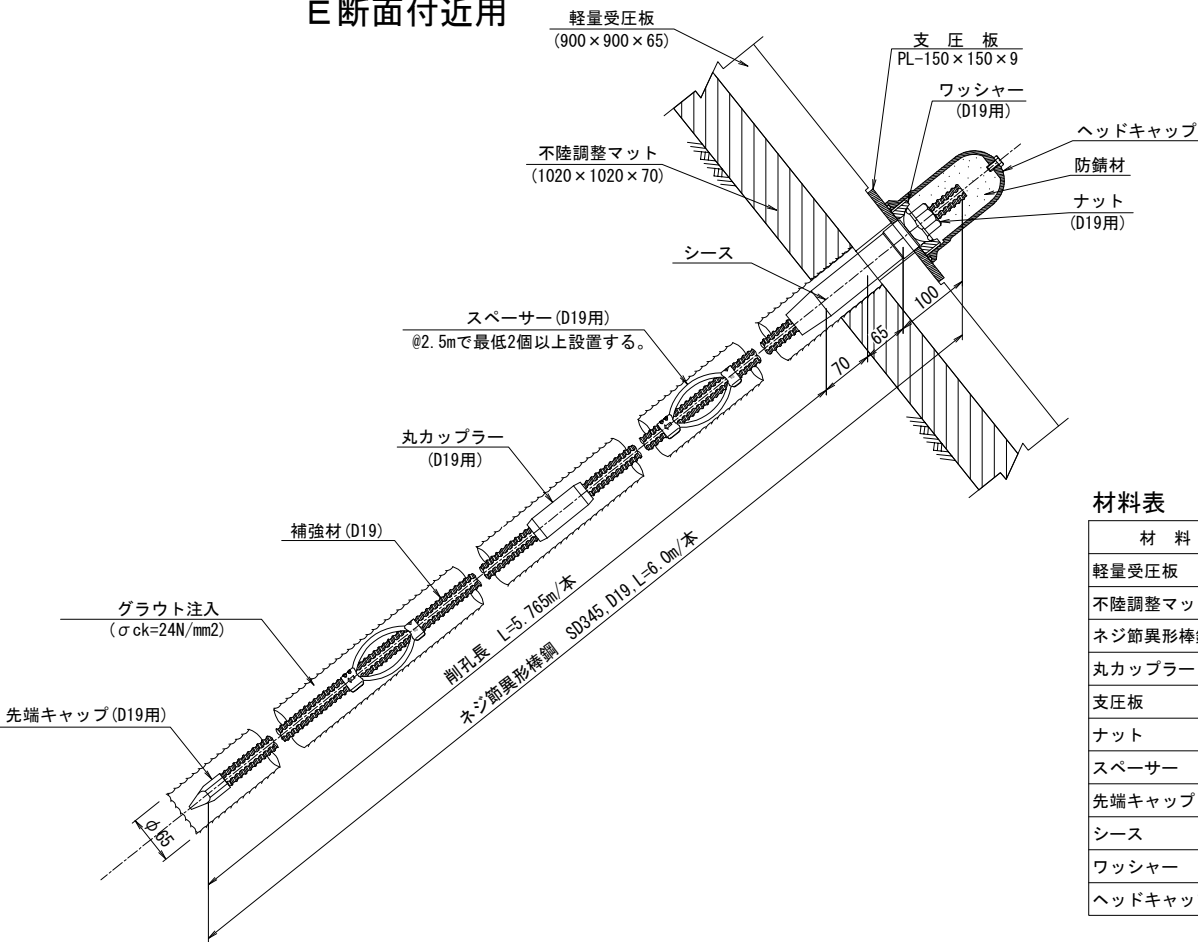 E断面付近用
軽量受圧板
(900×900×65)
支 圧 板
PL-150×150×9
ワッシャー
(D19用)
ヘッドキャップ
防錆材
ナット
(D19用)
不陸調整マット
(1020×1020×70)
シース
スペーサー(D19用)
@2.5mで最低2個以上設置する。
100
65
70
丸カップラー
(D19用)
補強材(D19)
グラウト注入
(σck=24N/mm2)
先端キャップ(D19用)
φ65
削孔長 L=5.765m/本
ネジ節異形棒鋼 SD345,D19,L=6.0m/本
材料表
材 料
軽量受圧板
不陸調整マッ
ネジ節異形棒
丸カップラー
支圧板
ナット
スペーサー
先端キャップ
シース
ワッシャー
ヘッドキャッ